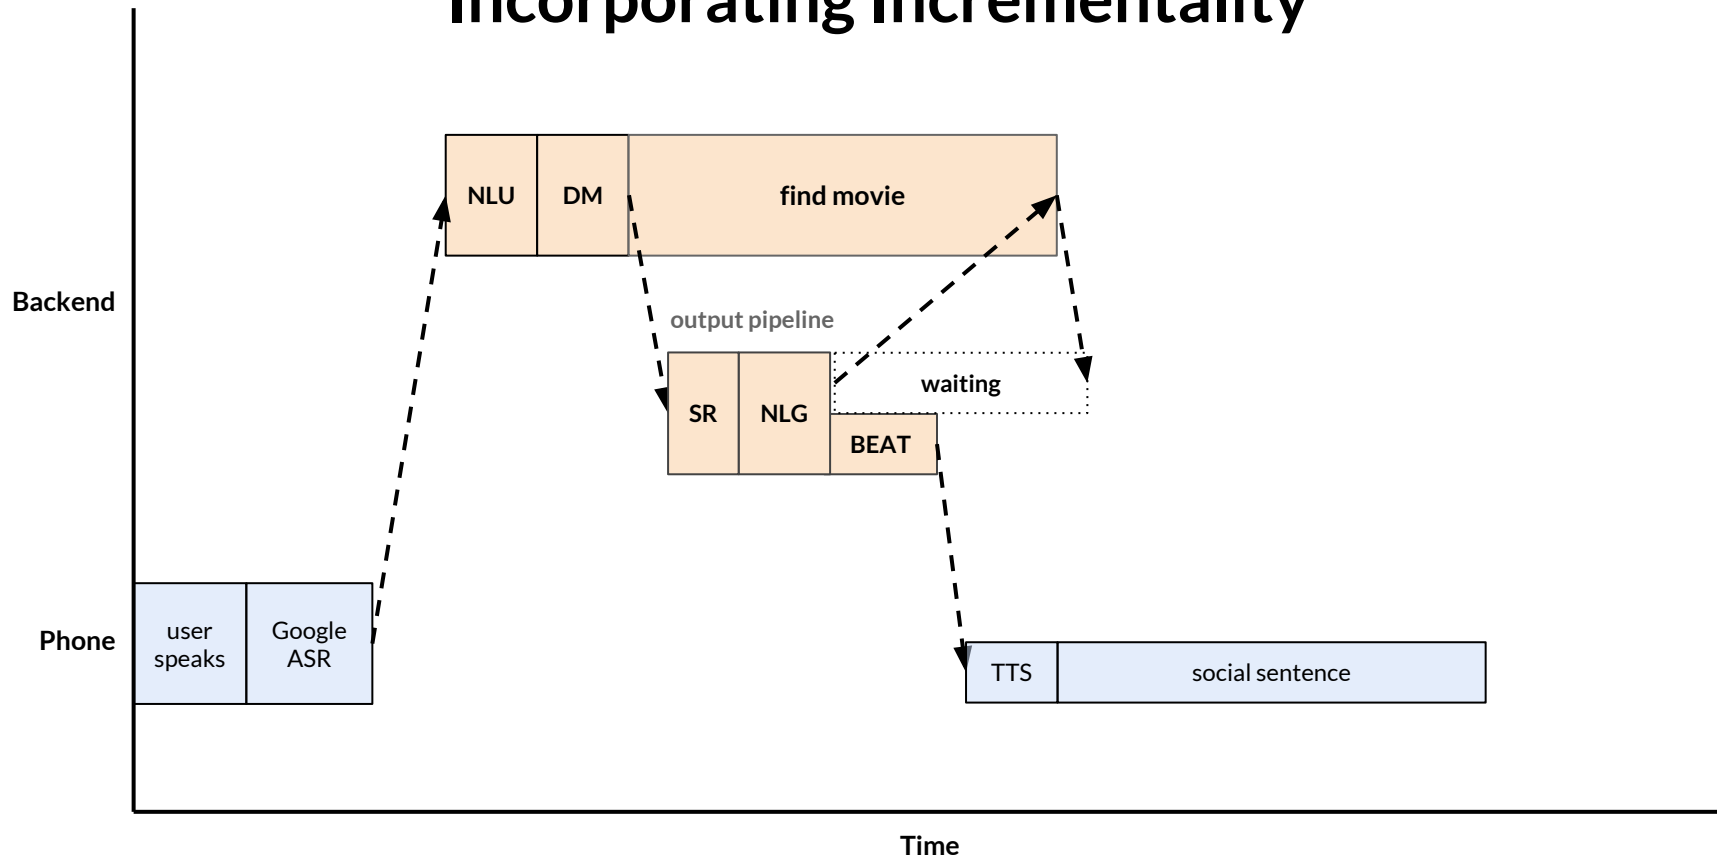 Incorporating Incrementality
NLU
DM
find movie
Backend
output pipeline
waiting
SR
NLG
BEAT
Phone
user
speaks
Google
ASR
TTS
social sentence
Time